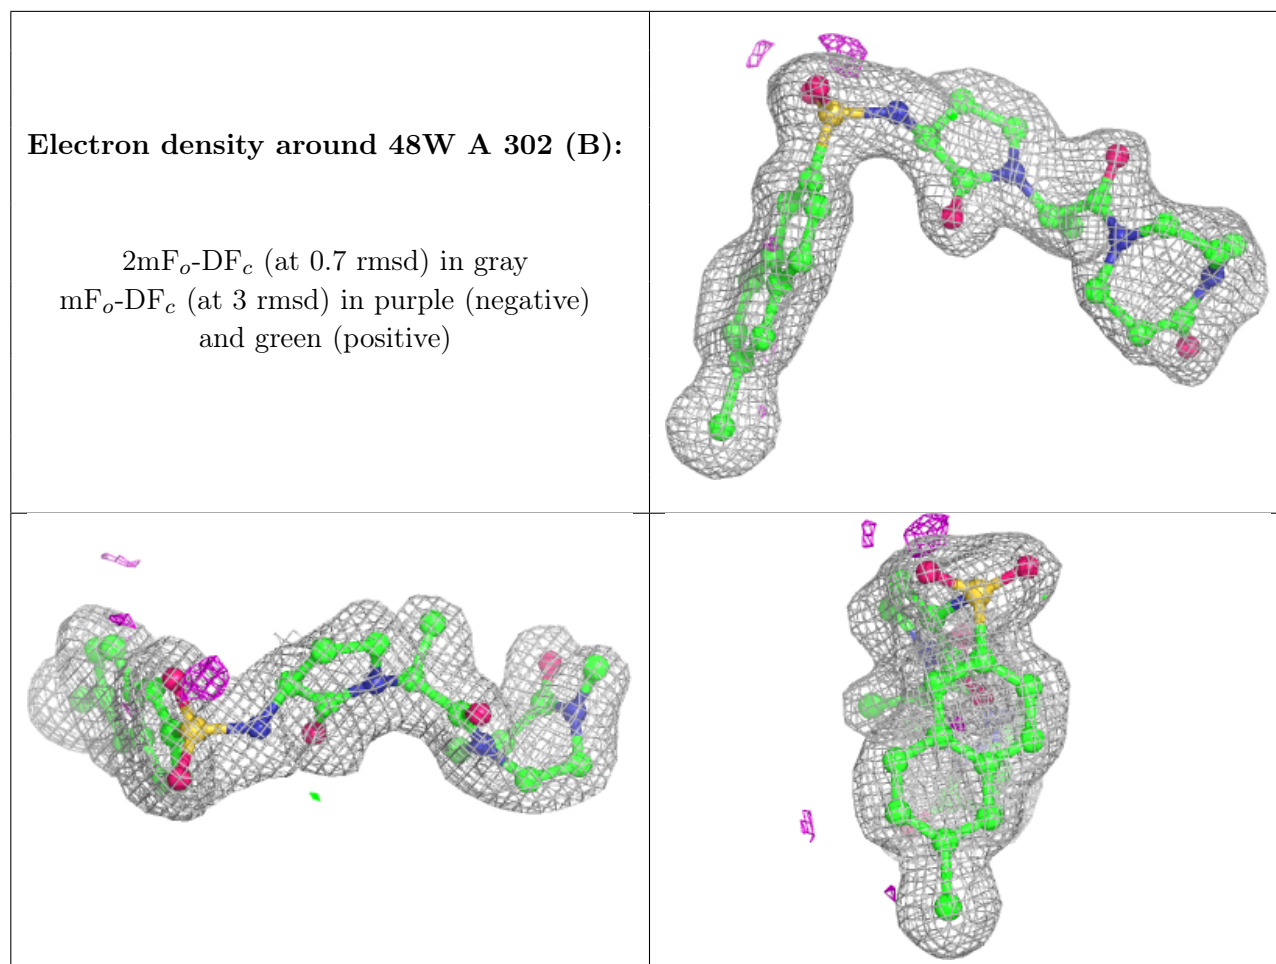 Electron density around 48W A 302 (B):
2mFo-DFc (at 0.7 rmsd) in gray
mFo-DFc (at 3 rmsd) in purple (negative)
and green (positive)